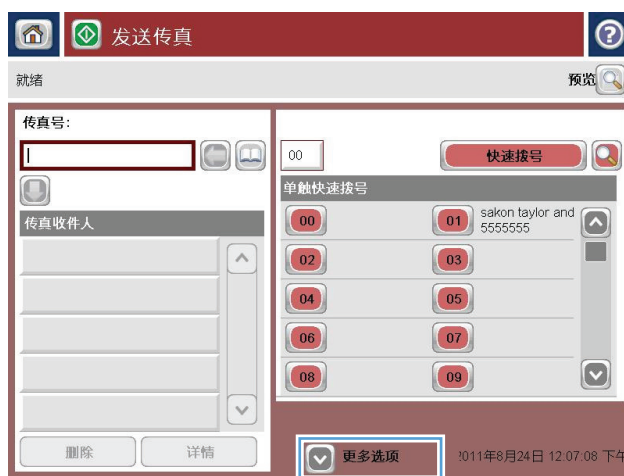 发送传真
就绪
预览
传真号:
00
快速拨号
单触快速拨号
传真收件人
00
01
sakon taylor and
5555555
02
03
04
05
06
07
08
09
删除
详情
更多选项
2011年8月24日 12:07:08 下午